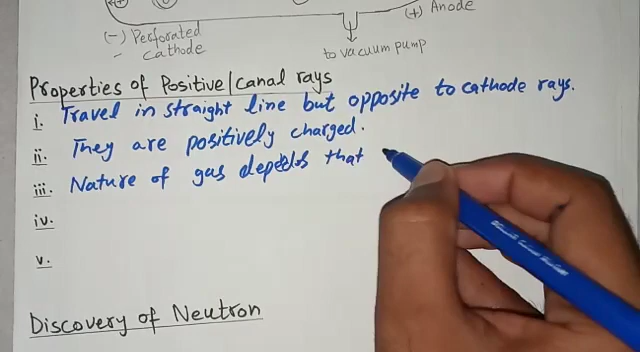 (+) Anode
(-) Perforated
cathode
to vacuum pump
Properties of Positive/Canal rays
i. Travel in straight line but opposite to cathode rays.
ii. They are positively charged.
iii. Nature of gas depends that
iv.
v.
Discovery of Neutron